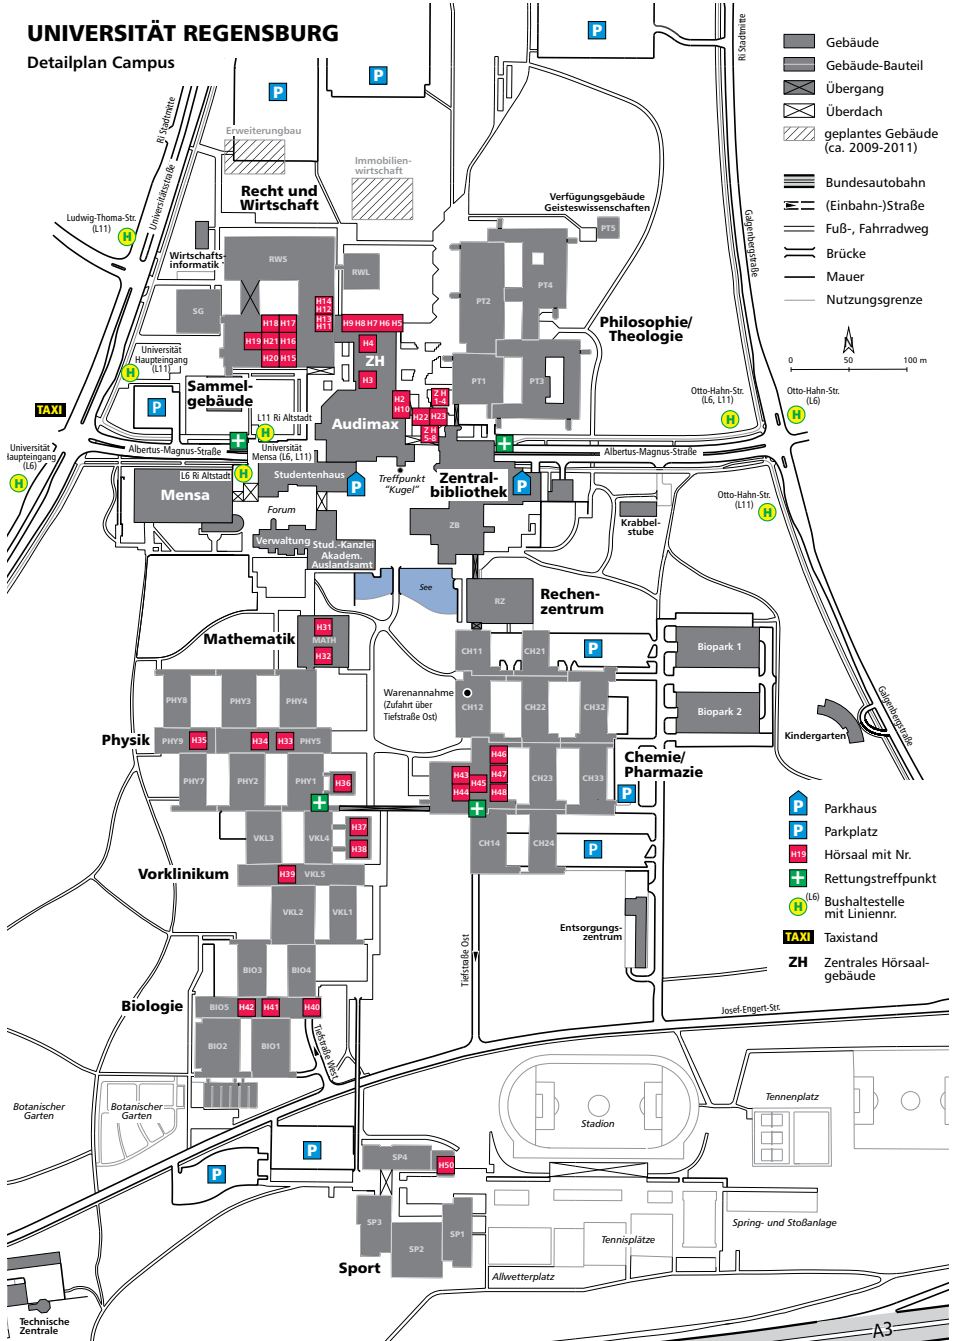 UNIVERSITÄT REGENSBURG
Detailplan Campus
P
P
P
Ri Stadtmitte
Ri Stadtmitte
Universitätsstraße
Galgenbergstraße
Gebäude
Gebäude-Bauteil
Übergang
Überdach
geplantes Gebäude
(ca. 2009-2011)
Bundesautobahn
(Einbahn-)Straße
Fuß-, Fahrradweg
Brücke
Mauer
Nutzungsgrenze
N
0 50 100 m
Erweiterungbau
Immobilien-
wirtschaft
Recht und
Wirtschaft
Verfügungsgebäude
Geisteswissenschaften
PT5
Ludwig-Thoma-Str.
(L11)
H
Wirtschafts-
informatik
RWS
RWL
SG
PT2
PT4
PT1
PT3
Philosophie/
Theologie
H14
H12
H13
H11
H18 H17
H19 H21 H16
H20 H15
H9 H8 H7 H6 H5
H4
ZH
H3
H2
H10
Z H
1-4
H22 H23
Z H
5-8
Universität
Haupteingang
(L11)
H
Sammel-
gebäude
TAXI
P
L11 Ri Altstadt
H
Audimax
Otto-Hahn-Str.
(L6, L11)
H
Otto-Hahn-Str.
(L6)
H
Universität
Haupteingang
(L6)
H
Albertus-Magnus-Straße
Universität
Mensa (L6, L11)
Albertus-Magnus-Straße
L6 Ri Altstadt
H
Studentenhaus
P
Treffpunkt
"Kugel"
Zentral-
bibliothek
P
Otto-Hahn-Str.
(L11)
H
Mensa
Forum
Verwaltung
Stud.-Kanzlei
Akadem.
Auslandsamt
ZB
Krabbel-
stube
See
RZ
Rechen-
zentrum
Mathematik
H31
MATH
H32
CH11
CH21
P
Biopark 1
Warenannahme
(Zufahrt über
Tiefstraße Ost)
PHY8
PHY3
PHY4
CH12
CH22
CH32
Biopark 2
Galgenbergstraße
Kindergarten
Physik
PHY9
H35
H34
H33
PHY5
H46
Chemie/
Pharmazie
PHY7
PHY2
PHY1
H36
H43
H44
H45
H47
H48
CH23
CH33
P
VKL3
VKL4
H37
H38
CH14
CH24
P
Vorklinikum
H39
VKL5
VKL2
VKL1
Entsorgungs-
zentrum
Tiefstraße Ost
P
Parkhaus
P
Parkplatz
H19
Hörsaal mit Nr.
Rettungstreffpunkt
H
(L6)
Bushaltestelle
mit Liniennr.
TAXI
Taxistand
ZH
Zentrales Hörsaal-
gebäude
BIO3
BIO4
Biologie
BIO5
H42
H41
H40
BIO2
BIO1
Tiefstraße West
Josef-Engert-Str.
Botanischer
Garten
Botanischer
Garten
Stadion
Tennenplatz
P
P
SP4
H50
SP3
SP2
SP1
Sport
Spring- und Stoßanlage
Tennisplätze
Allwetterplatz
Technische
Zentrale
A3